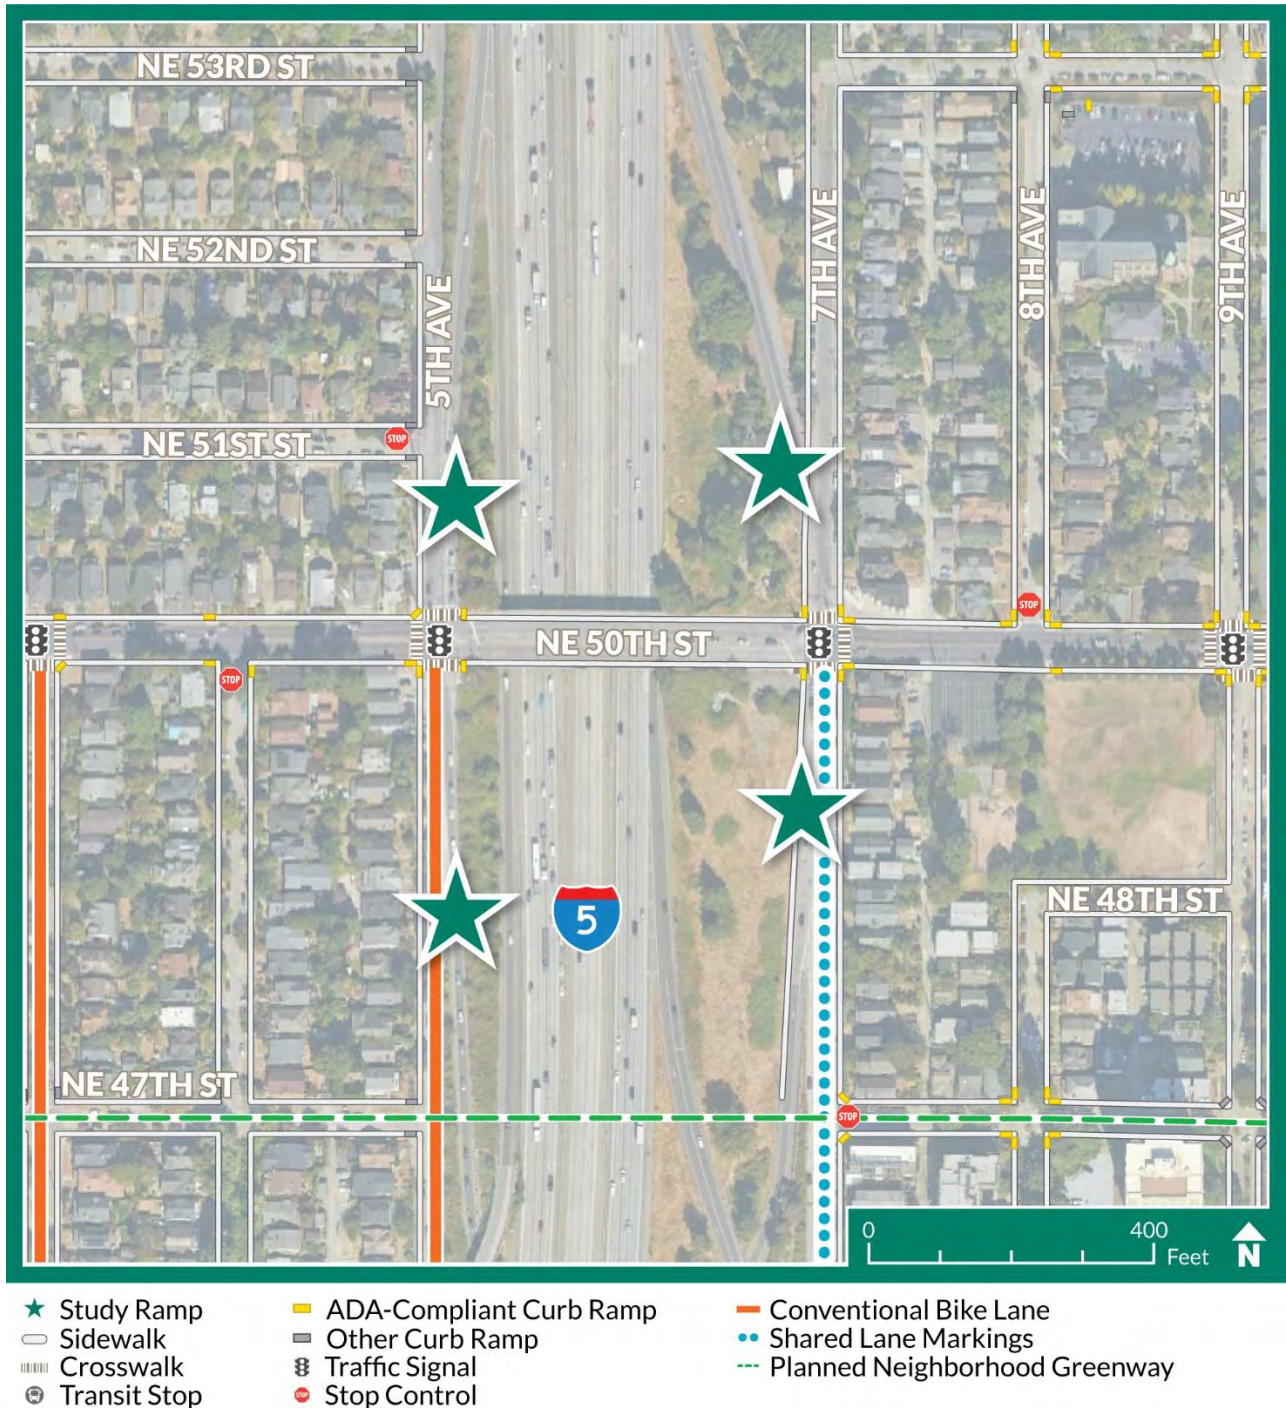 NE 53RD ST
NE 52ND ST
5TH AVE
7TH AVE
8TH AVE
9TH AVE
NE 51ST ST
STOP
STOP
NE 50TH ST
STOP
5
NE 48TH ST
NE 47TH ST
STOP
0 400
Feet
N
Study Ramp
Sidewalk
Crosswalk
Transit Stop
ADA-Compliant Curb Ramp
Other Curb Ramp
Traffic Signal
STOP Stop Control
Conventional Bike Lane
Shared Lane Markings
Planned Neighborhood Greenway